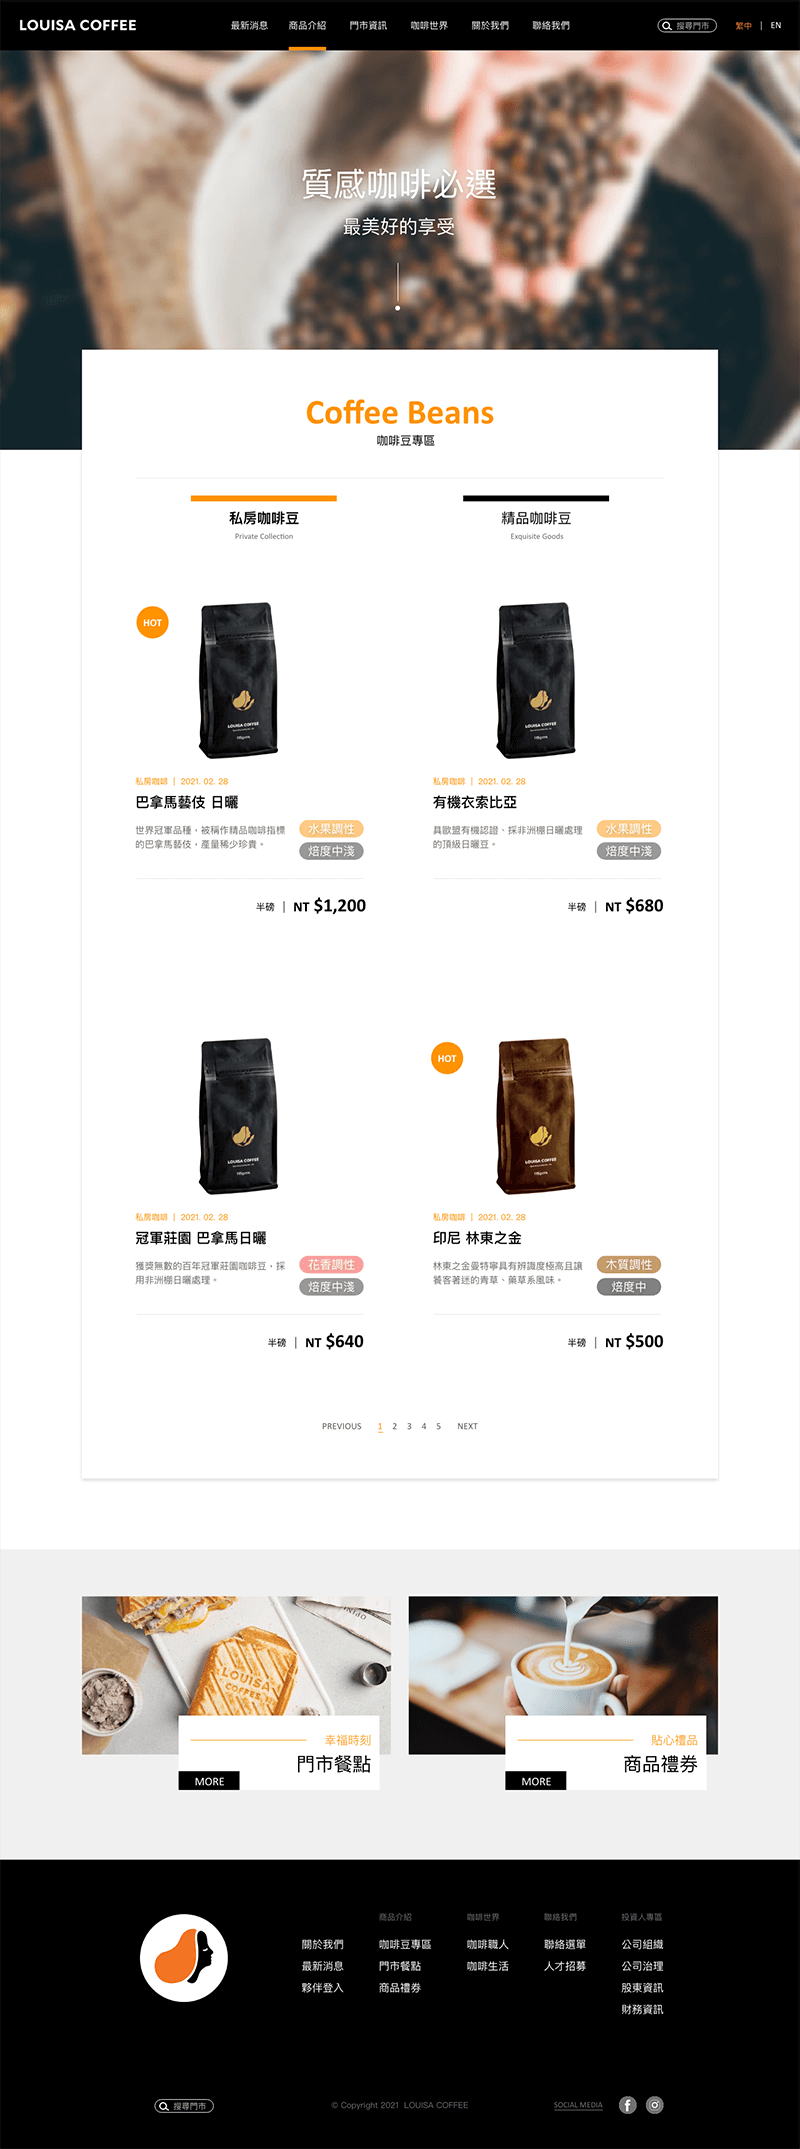 LOUISA COFFEE
最新消息 商品介紹 門市資訊 咖啡世界 關於我們 聯絡我們
搜尋門市
繁中 | EN
質感咖啡必選
最美好的享受
Coffee Beans
咖啡豆專區
私房咖啡豆
Private Collection
精品咖啡豆
Exquisite Goods
HOT
LOUISA COFFEE
LOUISA COFFEE
私房咖啡 | 2021. 02. 28
巴拿馬藝伎 日曬
世界冠軍品種，被稱作精品咖啡指標
的巴拿馬藝伎，產量稀少珍貴。
水果調性
焙度中淺
半磅 | NT $1,200
私房咖啡 | 2021. 02. 28
有機衣索比亞
具歐盟有機認證、採非洲棚日曬處理
的頂級日曬豆。
水果調性
焙度中淺
半磅 | NT $680
HOT
LOUISA COFFEE
LOUISA COFFEE
私房咖啡 | 2021. 02. 28
冠軍莊園 巴拿馬日曬
獲獎無數的百年冠軍莊園咖啡豆，採
用非洲棚日曬處理。
花香調性
焙度中淺
半磅 | NT $640
私房咖啡 | 2021. 02. 28
印尼 林東之金
林東之金曼特寧具有辨識度極高且讓
饕客著迷的青草、藥草系風味。
木質調性
焙度中
半磅 | NT $500
PREVIOUS 1 2 3 4 5 NEXT
LOUISA
COFFEE
幸福時刻
門市餐點
MORE
貼心禮品
商品禮券
MORE
關於我們
最新消息
夥伴登入
商品介紹
咖啡豆專區
門市餐點
商品禮券
咖啡世界
咖啡職人
咖啡生活
聯絡我們
聯絡選單
人才招募
投資人專區
公司組織
公司治理
股東資訊
財務資訊
搜尋門市
© Copyright 2021 LOUISA COFFEE
SOCIAL MEDIA